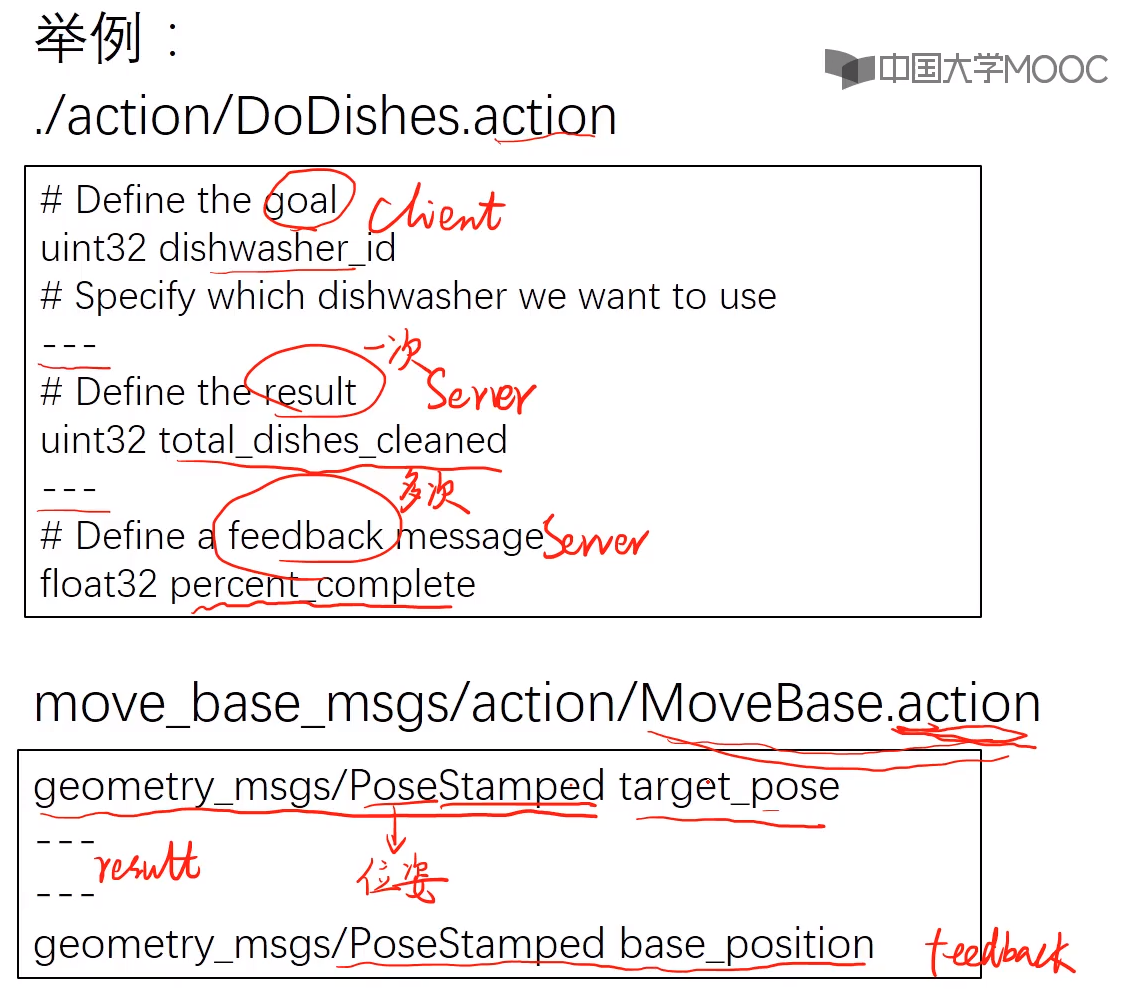 举例：
中国大学MOOC
./action/DoDishes.action
# Define the goal Client
uint32 dishwasher_id
# Specify which dishwasher we want to use
---
一次
# Define the result Server
uint32 total_dishes_cleaned
---
多次
# Define a feedback message Server
float32 percent_complete
move_base_msgs/action/MoveBase.action
geometry_msgs/PoseStamped target_pose
---
result 位姿
---
geometry_msgs/PoseStamped base_position feedback